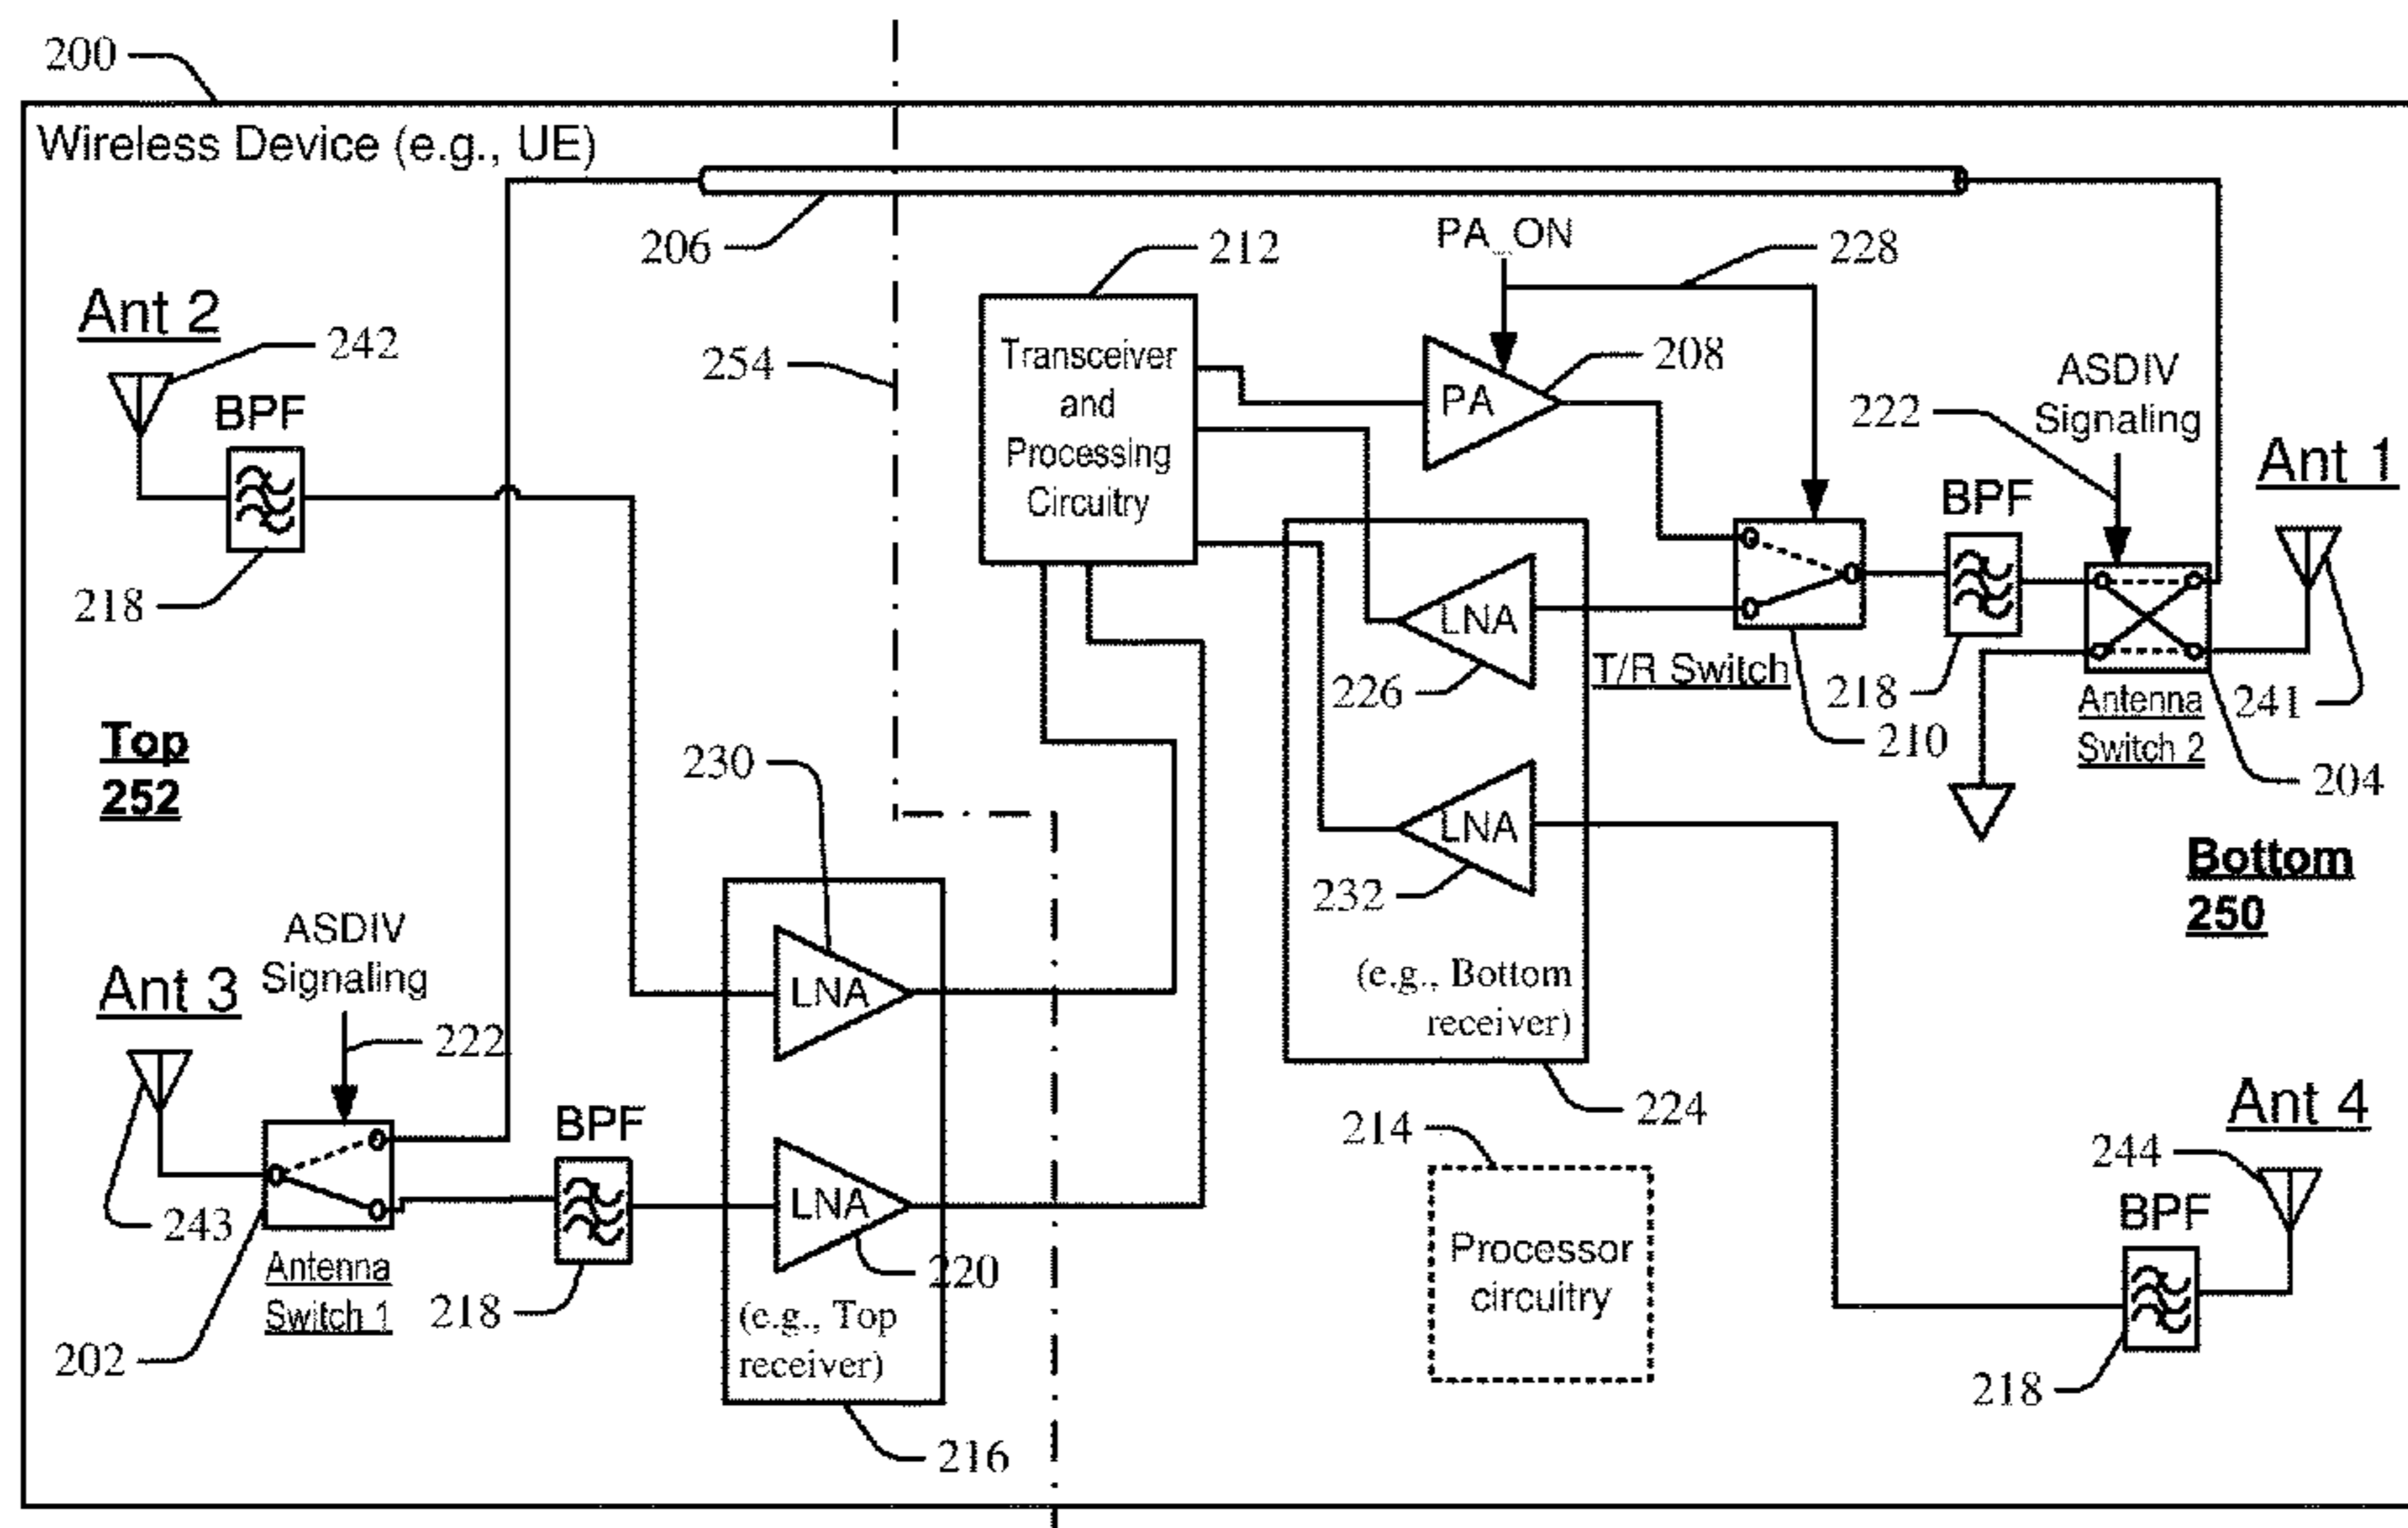 200
Wireless Device (e.g., UE)
206
212
PA_ON
228
Ant 2
242
254
Transceiver
and
Processing
Circuitry
PA
208
ASDIV
Signaling
222
Ant 1
BPF
218
BPF
LNA
226
T/R Switch
218
210
Antenna
Switch 2
241
204
Top
252
230
LNA
232
Bottom
250
ASDIV
Signaling
Ant 3
222
LNA
(e.g., Bottom
receiver)
224
243
BPF
LNA
220
214
Processor
circuitry
Ant 4
244
BPF
Antenna
Switch 1
202
218
(e.g., Top
receiver)
216
218